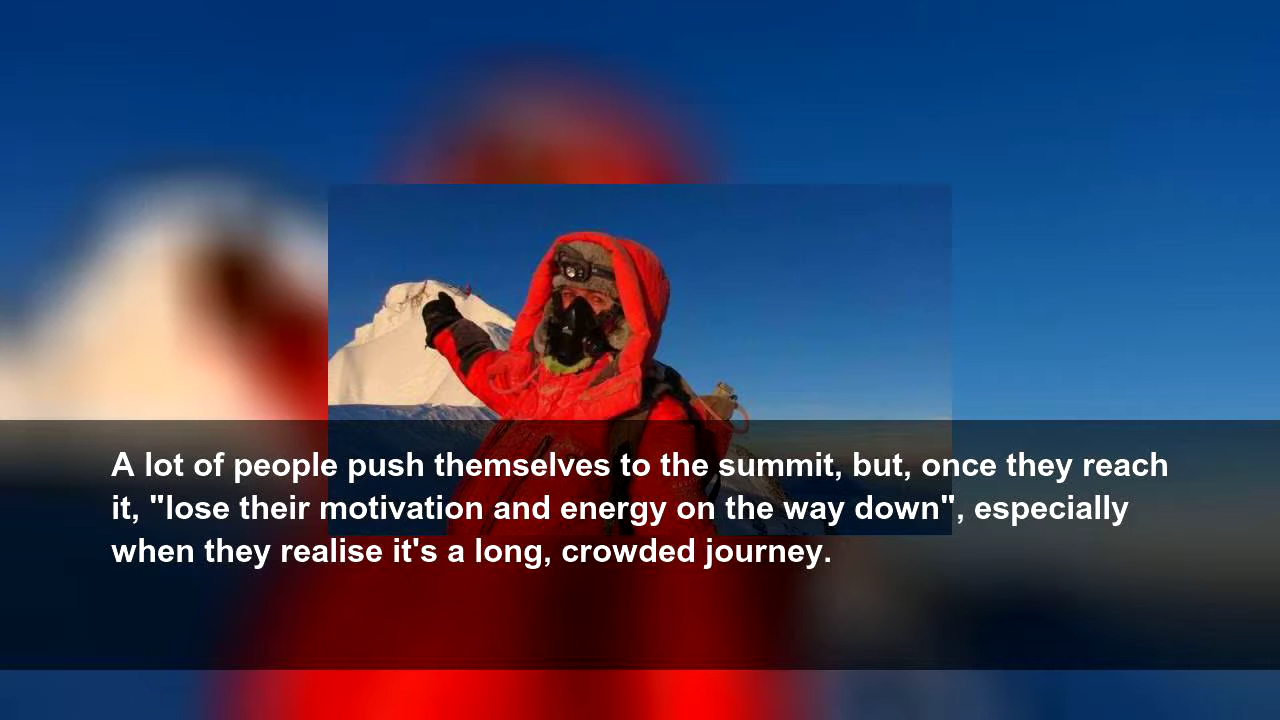 A lot of people push themselves to the summit, but, once they reach
it, "lose their motivation and energy on the way down", especially
when they realise it's a long, crowded journey.